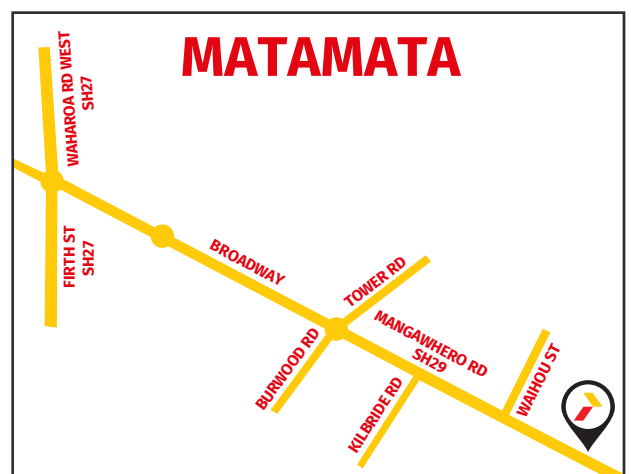 MATAMATA
WAHAROA RD WEST
SH27
FIRTH ST
SH27
BROADWAY
TOWER RD
BURWOOD RD
MANGAWHERO RD
SH29
KILBRIDE RD
WAIHOU ST